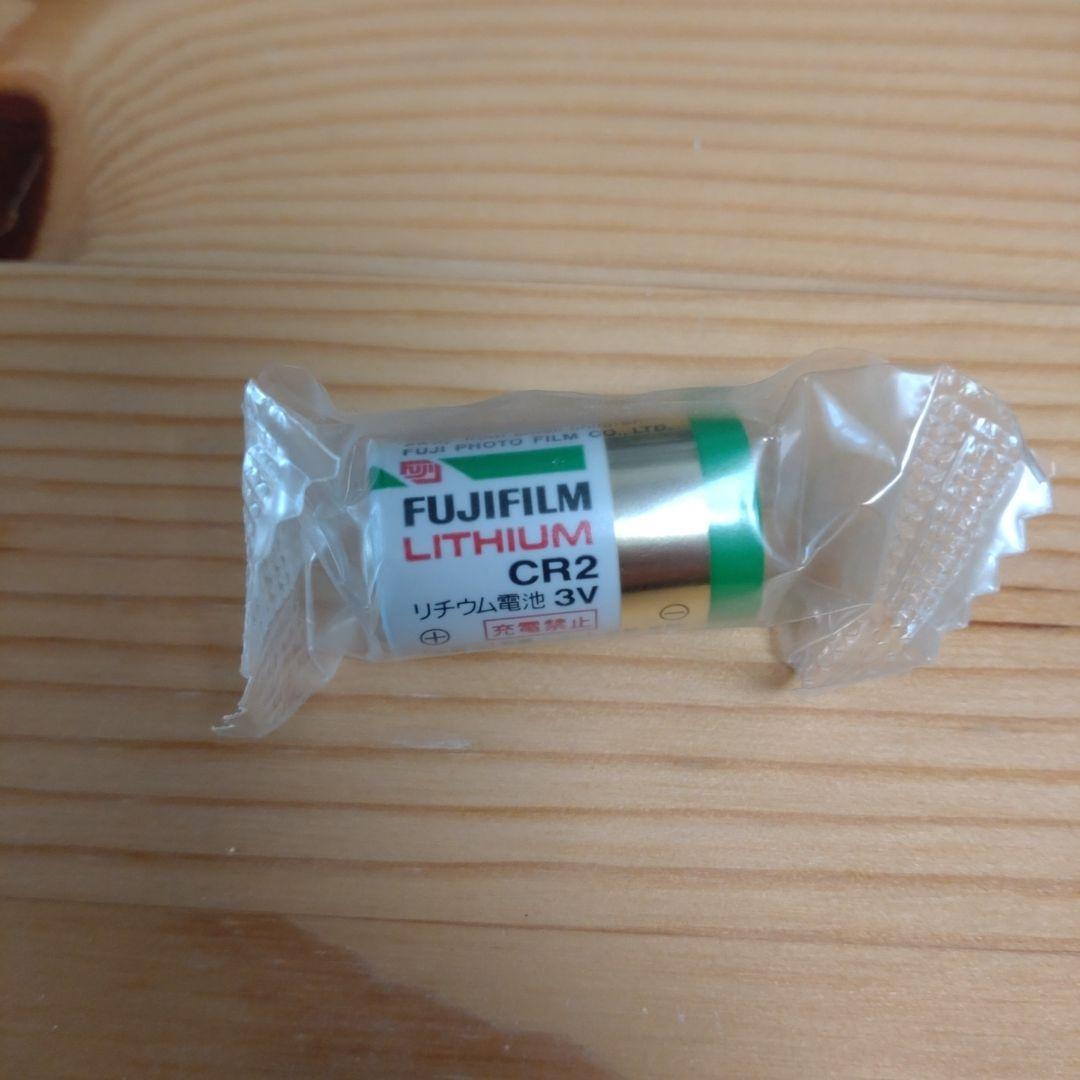 FUJI PHOTO FILM CO., LTD.
FUJI
FUJIFILM
LITHIUM
CR2
リチウム電池 3V
⊕ 充電禁止 ⊖